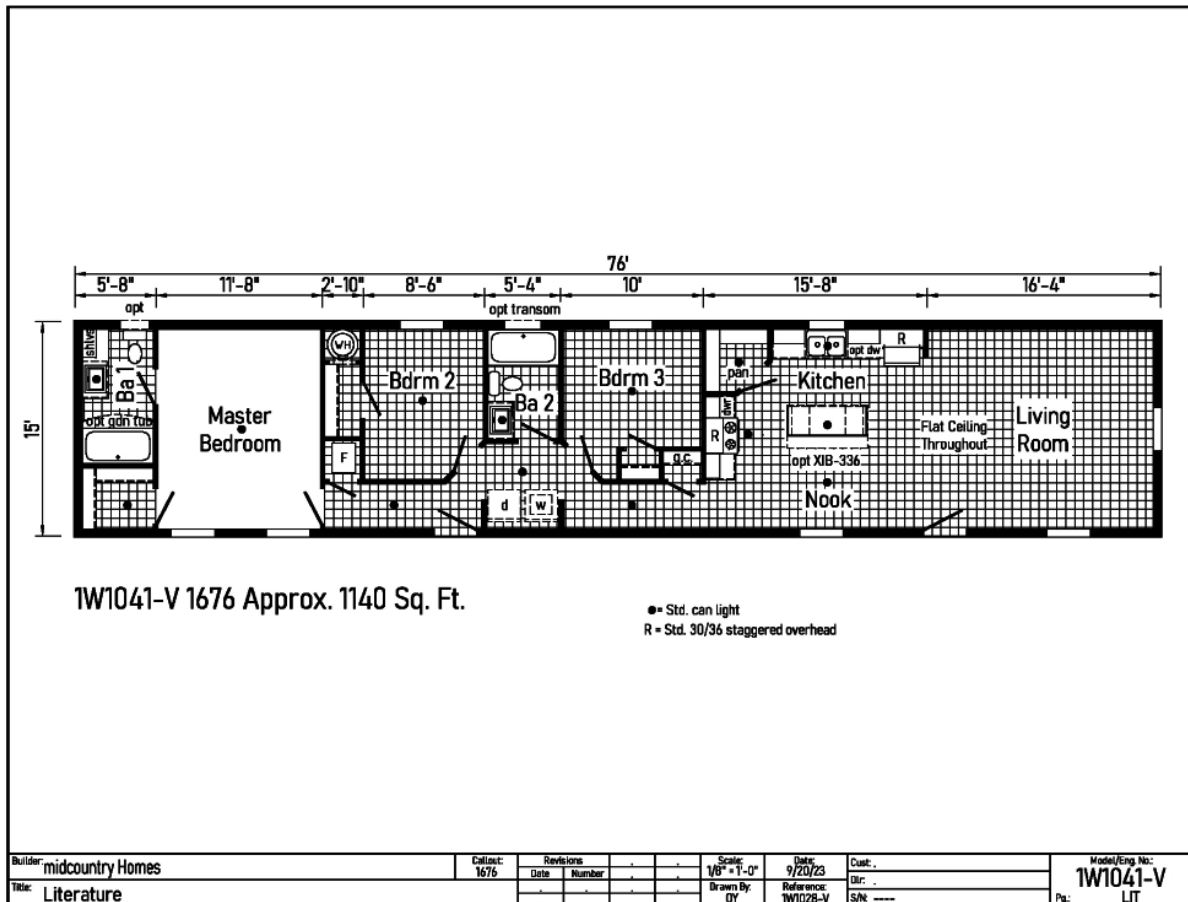 76'
5'-8" 11'-8" 2'-10" 8'-6" 5'-4" 10' 15'-8" 16'-4"
opt
opt transom
15'
shlvs
Ba 1
opt gdn tub
Master
Bedroom
WH
F
Bdrm 2
Ba 2
d
w
Bdrm 3
g.c.
pan
dwr
R
Kitchen
opt dw
R
opt XIB-336
Nook
Flat Ceiling
Throughout
Living
Room
1W1041-V 1676 Approx. 1140 Sq. Ft.
●= Std. can light
R = Std. 30/36 staggered overhead
Builder: midcountry Homes
Title: Literature
Callout:
1676
Revisions
Date Number
Scale:
1/8" = 1'-0"
Drawn By:
Date:
9/20/23
Reference:
1W1028-V
Cust: .
Dlr: .
S/N: ----
Model/Eng. No.:
1W1041-V
Pg.: LIT